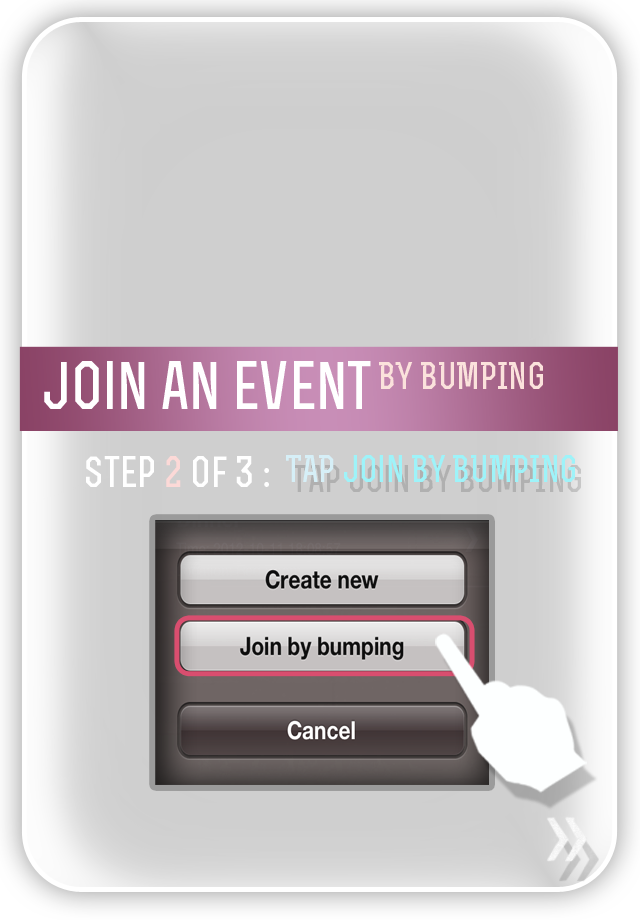 JOIN AN EVENT BY BUMPING
STEP 2 OF 3 : TAP JOIN BY BUMPING
Create new
Join by bumping
Cancel